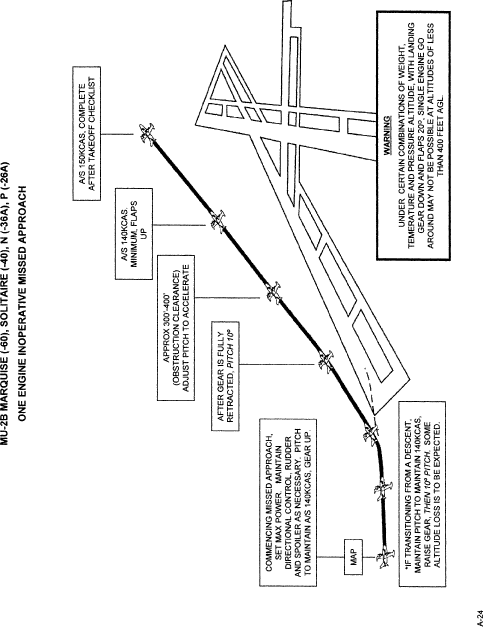 MU-2B MARQUISE (-60), SOLITAIRE (-40), N (-36A), P (-26A)
ONE ENGINE INOPERATIVE MISSED APPROACH
A/S 150KCAS, COMPLETE
AFTER TAKEOFF CHECKLIST
A/S 140KCAS.
MINIMUM, FLAPS
UP
APPROX 300'-400'
(OBSTRUCTION CLEARANCE)
ADJUST PITCH TO ACCELERATE
AFTER GEAR IS FULLY
RETRACTED, PITCH 10º
COMMENCING MISSED APPROACH,
SET MAX POWER. MAINTAIN
DIRECTIONAL CONTROL, RUDDER
AND SPOILER AS NECESSARY. PITCH
TO MAINTAIN A/S 140KCAS, GEAR UP.
MAP
*IF TRANSITIONING FROM A DESCENT,
MAINTAIN PITCH TO MAINTAIN 140KCAS,
RAISE GEAR, THEN 10º PITCH. SOME
ALTITUDE LOSS IS TO BE EXPECTED.
WARNING
UNDER CERTAIN COMBINATIONS OF WEIGHT,
TEMERATURE AND PRESSURE ALTITUDE, WITH LANDING
GEAR DOWN AND FLAPS 20º, SINGLE ENGINE GO
AROUND MAY NOT BE POSSIBLE AT ALTITUDES OF LESS
THAN 400 FEET AGL.
A-24